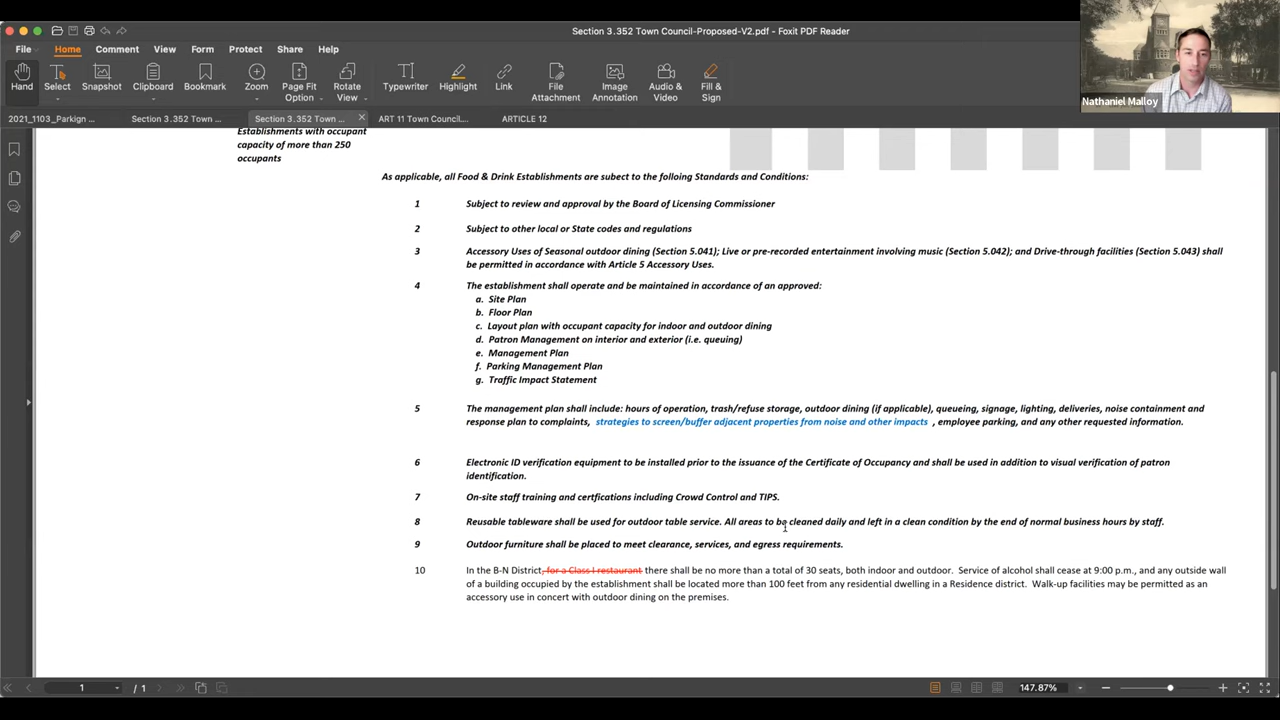 Section 3.352 Town Council-Proposed-V2.pdf - Foxit PDF Reader
File Home Comment View Form Protect Share Help
Hand Select Snapshot Clipboard Bookmark Zoom Page Fit Option Rotate View Typewriter Highlight Link File Attachment Image Annotation Audio & Video Fill & Sign
Nathaniel Malloy
2021_1103_Parkign ... Section 3.352 Town ... Section 3.352 Town ... ART 11 Town Council.... ARTICLE 12
Establishments with occupant
capacity of more than 250
occupants
As applicable, all Food & Drink Establishments are subect to the folloing Standards and Conditions:
1 Subject to review and approval by the Board of Licensing Commissioner
2 Subject to other local or State codes and regulations
3 Accessory Uses of Seasonal outdoor dining (Section 5.041); Live or pre-recorded entertainment involving music (Section 5.042); and Drive-through facilities (Section 5.043) shall
be permitted in accordance with Article 5 Accessory Uses.
4 The establishment shall operate and be maintained in accordance of an approved:
a. Site Plan
b. Floor Plan
c. Layout plan with occupant capacity for indoor and outdoor dining
d. Patron Management on interior and exterior (i.e. queuing)
e. Management Plan
f. Parking Management Plan
g. Traffic Impact Statement
5 The management plan shall include: hours of operation, trash/refuse storage, outdoor dining (if applicable), queueing, signage, lighting, deliveries, noise containment and
response plan to complaints, strategies to screen/buffer adjacent properties from noise and other impacts , employee parking, and any other requested information.
6 Electronic ID verification equipment to be installed prior to the issuance of the Certificate of Occupancy and shall be used in addition to visual verification of patron
identification.
7 On-site staff training and certfications including Crowd Control and TIPS.
8 Reusable tableware shall be used for outdoor table service. All areas to be cleaned daily and left in a clean condition by the end of normal business hours by staff.
9 Outdoor furniture shall be placed to meet clearance, services, and egress requirements.
10 In the B-N District, for a Class I restaurant there shall be no more than a total of 30 seats, both indoor and outdoor. Service of alcohol shall cease at 9:00 p.m., and any outside wall
of a building occupied by the establishment shall be located more than 100 feet from any residential dwelling in a Residence district. Walk-up facilities may be permitted as an
accessory use in concert with outdoor dining on the premises.
1 / 1 147.87%